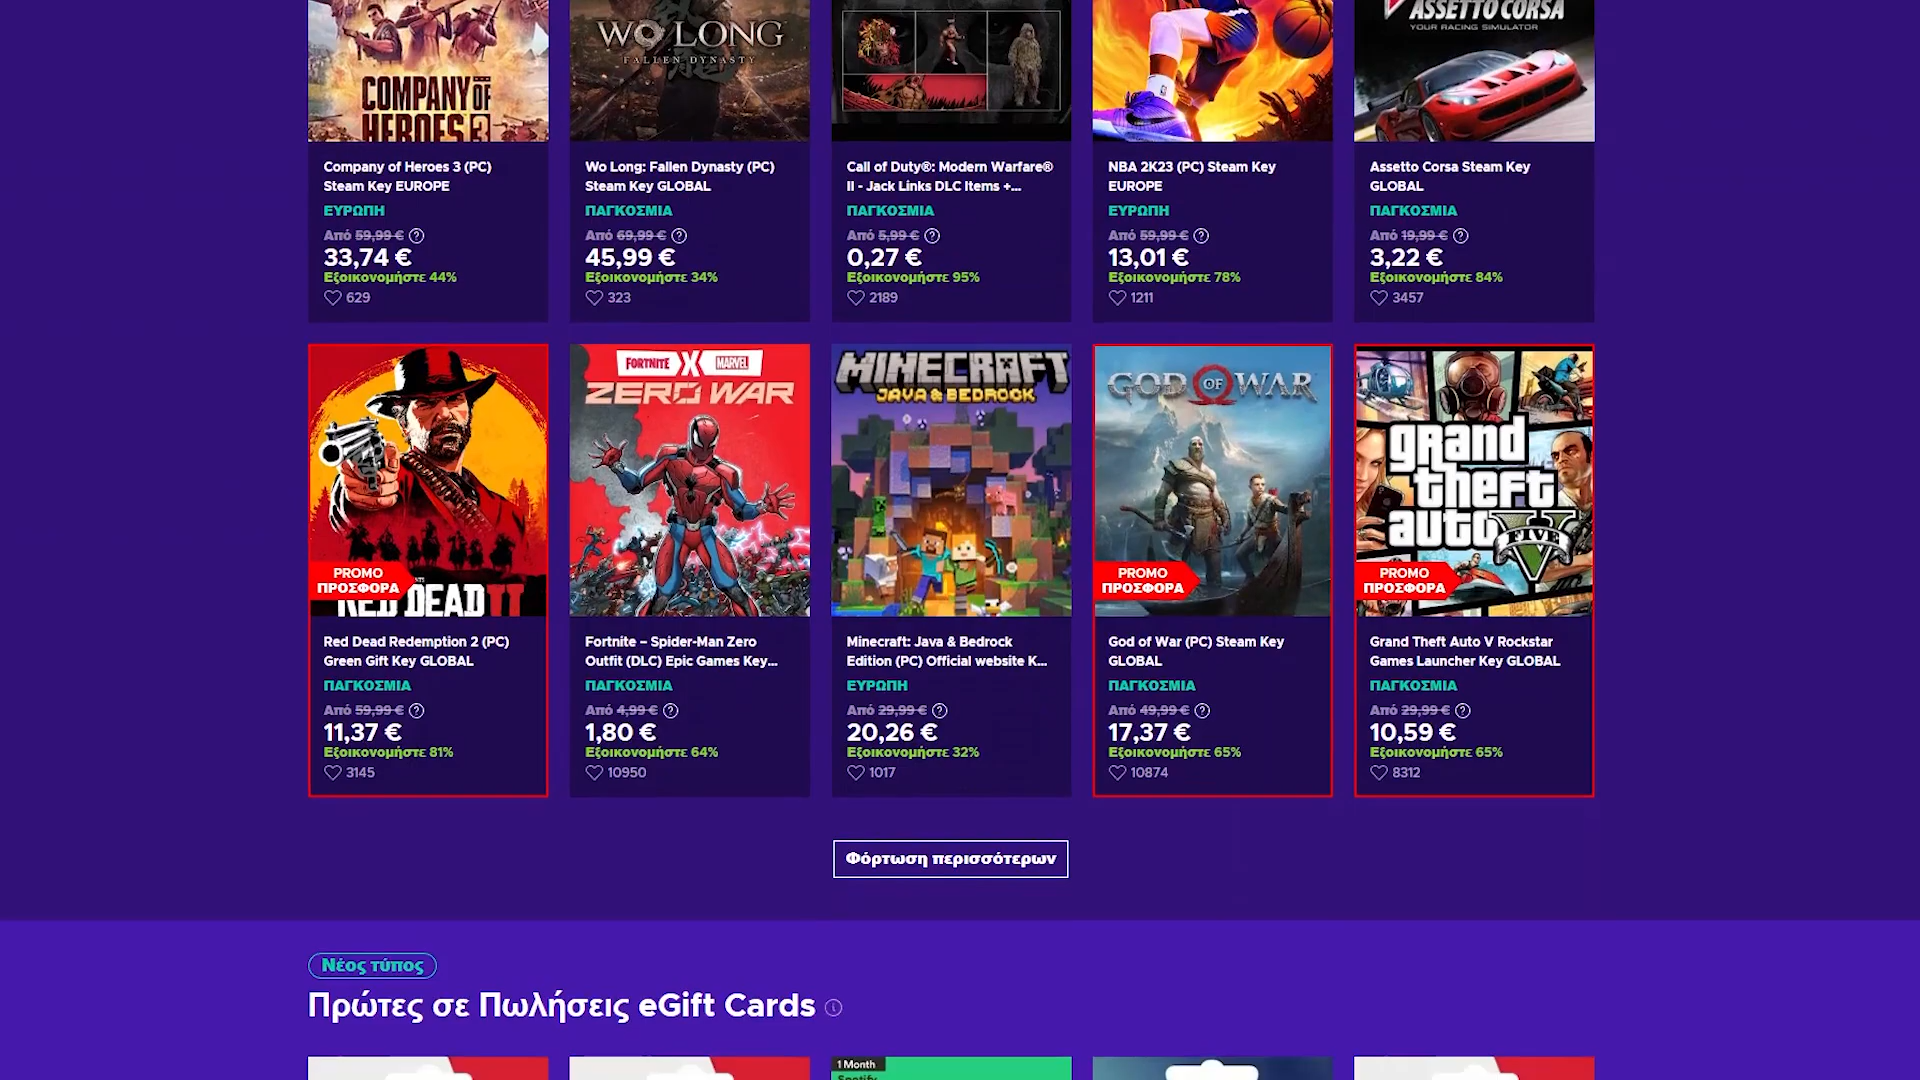 COMPANY OF
HEROES 3
WO LONG
FALLEN DYNASTY
ASSETTO CORSA
YOUR RACING SIMULATOR
Company of Heroes 3 (PC)
Steam Key EUROPE
ΕΥΡΩΠΗ
Από 59,99 €
33,74 €
Εξοικονομήστε 44%
629
Wo Long: Fallen Dynasty (PC)
Steam Key GLOBAL
ΠΑΓΚΟΣΜΙΑ
Από 69,99 €
45,99 €
Εξοικονομήστε 34%
323
Call of Duty®: Modern Warfare®
II - Jack Links DLC Items +...
ΠΑΓΚΟΣΜΙΑ
Από 5,99 €
0,27 €
Εξοικονομήστε 95%
2189
NBA 2K23 (PC) Steam Key
EUROPE
ΕΥΡΩΠΗ
Από 59,99 €
13,01 €
Εξοικονομήστε 78%
1211
Assetto Corsa Steam Key
GLOBAL
ΠΑΓΚΟΣΜΙΑ
Από 19,99 €
3,22 €
Εξοικονομήστε 84%
3457
PROMO
ΠΡΟΣΦΟΡΑ
RED DEAD II
Red Dead Redemption 2 (PC)
Green Gift Key GLOBAL
ΠΑΓΚΟΣΜΙΑ
Από 59,99 €
11,37 €
Εξοικονομήστε 81%
3145
FORTNITE X MARVEL
ZERO WAR
Fortnite – Spider-Man Zero
Outfit (DLC) Epic Games Key...
ΠΑΓΚΟΣΜΙΑ
Από 4,99 €
1,80 €
Εξοικονομήστε 64%
10950
MINECRAFT
JAVA & BEDROCK
Minecraft: Java & Bedrock
Edition (PC) Official website K...
ΕΥΡΩΠΗ
Από 29,99 €
20,26 €
Εξοικονομήστε 32%
1017
GOD OF WAR
PROMO
ΠΡΟΣΦΟΡΑ
God of War (PC) Steam Key
GLOBAL
ΠΑΓΚΟΣΜΙΑ
Από 49,99 €
17,37 €
Εξοικονομήστε 65%
10874
grand
theft
auto V
FIVE
PROMO
ΠΡΟΣΦΟΡΑ
Grand Theft Auto V Rockstar
Games Launcher Key GLOBAL
ΠΑΓΚΟΣΜΙΑ
Από 29,99 €
10,59 €
Εξοικονομήστε 65%
8312
Φόρτωση περισσότερων
Νέος τύπος
Πρώτες σε Πωλήσεις eGift Cards
1 Month
Spotify